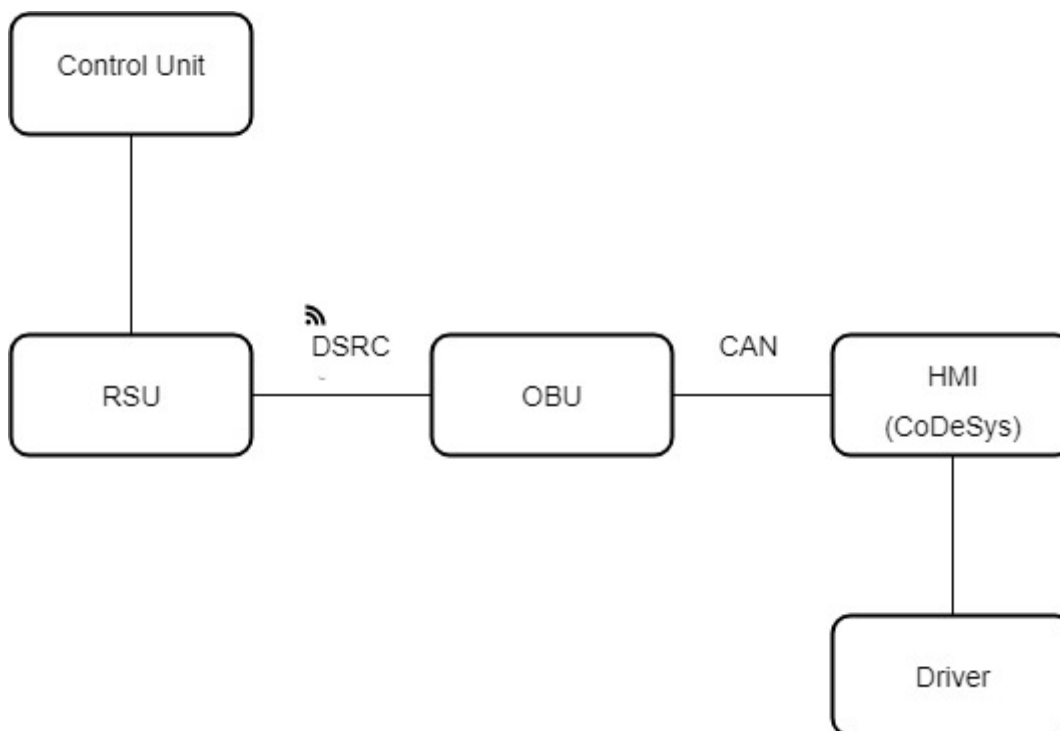 Control Unit
DSRC
CAN
RSU
OBU
HMI
(CoDeSys)
Driver